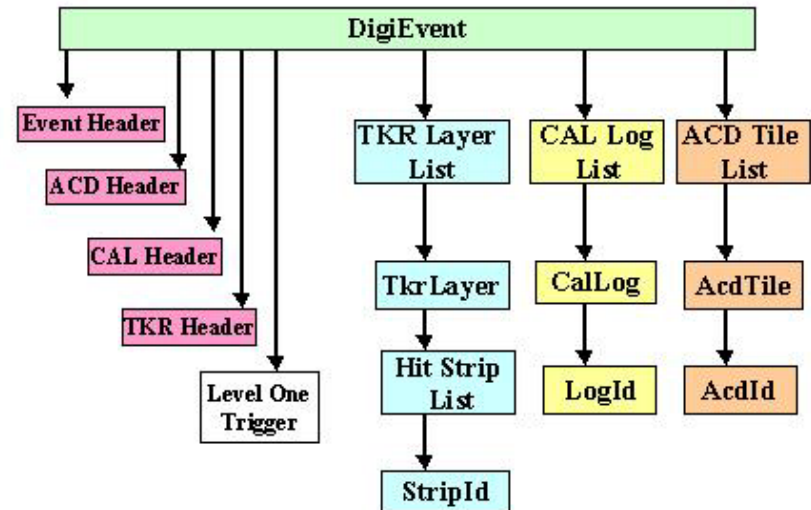 DigiEvent
Event Header
ACD Header
CAL Header
TKR Header
Level One
Trigger
TKR Layer
List
TkrLayer
Hit Strip
List
StripId
CAL Log
List
CalLog
LogId
ACD Tile
List
AcdTile
AcdId